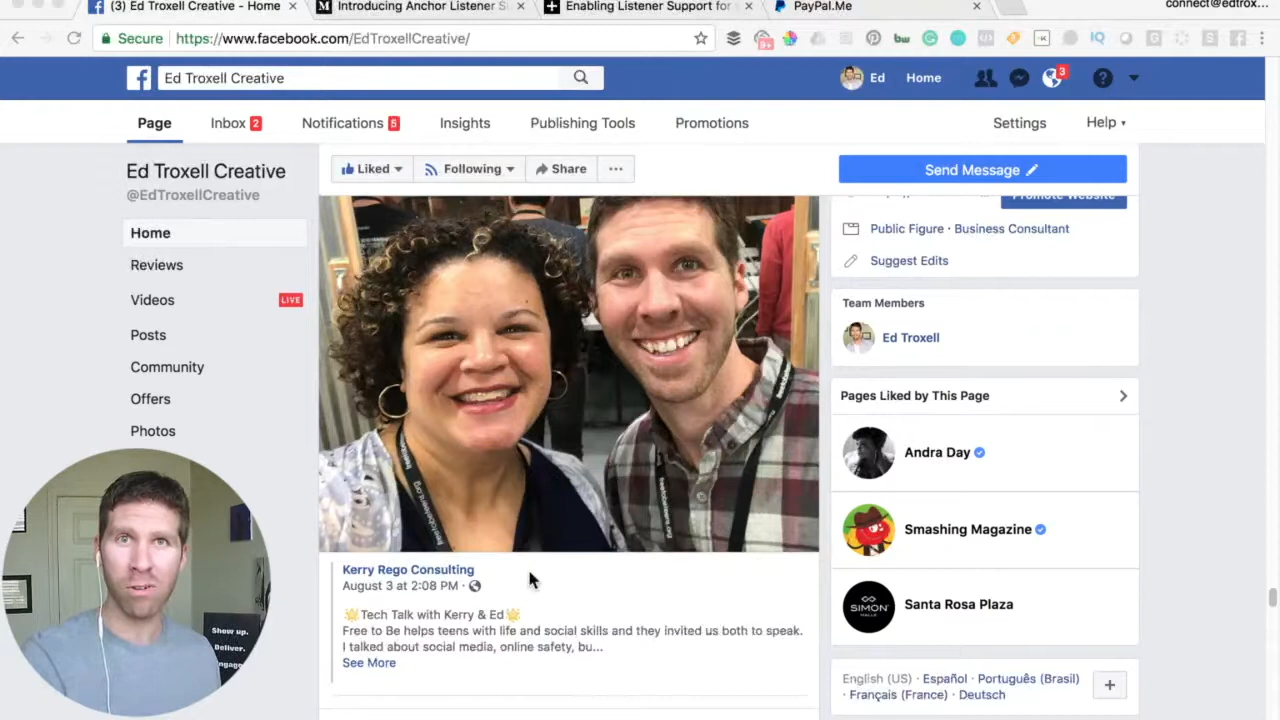 (3) Ed Troxell Creative - Home
Introducing Anchor Listener S
Enabling Listener Support for
PayPal.Me
connect@edtrox...
Secure
https://www.facebook.com/EdTroxellCreative/
Ed Troxell Creative
Ed
Home
3
Page
Inbox 2
Notifications 5
Insights
Publishing Tools
Promotions
Settings
Help
Ed Troxell Creative
@EdTroxellCreative
Home
Reviews
Videos
LIVE
Posts
Community
Offers
Photos
Liked
Following
Share
...
Send Message
Promote Website
Public Figure · Business Consultant
Suggest Edits
Team Members
Ed Troxell
Pages Liked by This Page
Andra Day
Smashing Magazine
SIMON
Santa Rosa Plaza
Kerry Rego Consulting
August 3 at 2:08 PM ·
🌟Tech Talk with Kerry & Ed🌟
Free to Be helps teens with life and social skills and they invited us both to speak.
I talked about social media, online safety, bu...
See More
Show up.
Deliver.
Engage
English (US) · Español · Português (Brasil)
· Français (France) · Deutsch